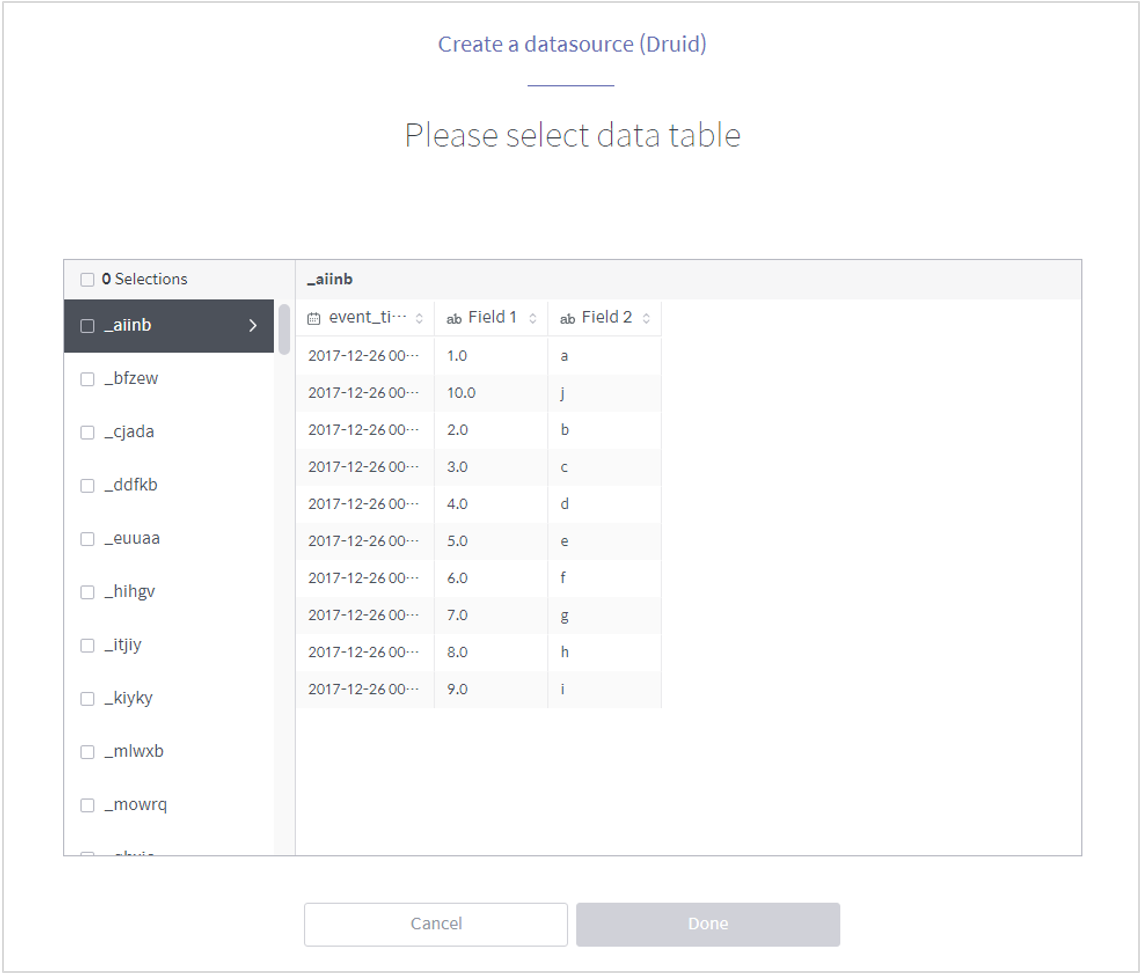 Create a datasource (Druid)
Please select data table
0 Selections
_aiinb
_bfzew
_cjada
_ddfkb
_euuaa
_hihgv
_itjiy
_kiyky
_mlwxb
_mowrq
_aiinb
event_ti··· ab Field 1 ab Field 2
2017-12-26 00··· 1.0 a
2017-12-26 00··· 10.0 j
2017-12-26 00··· 2.0 b
2017-12-26 00··· 3.0 c
2017-12-26 00··· 4.0 d
2017-12-26 00··· 5.0 e
2017-12-26 00··· 6.0 f
2017-12-26 00··· 7.0 g
2017-12-26 00··· 8.0 h
2017-12-26 00··· 9.0 i
Cancel Done